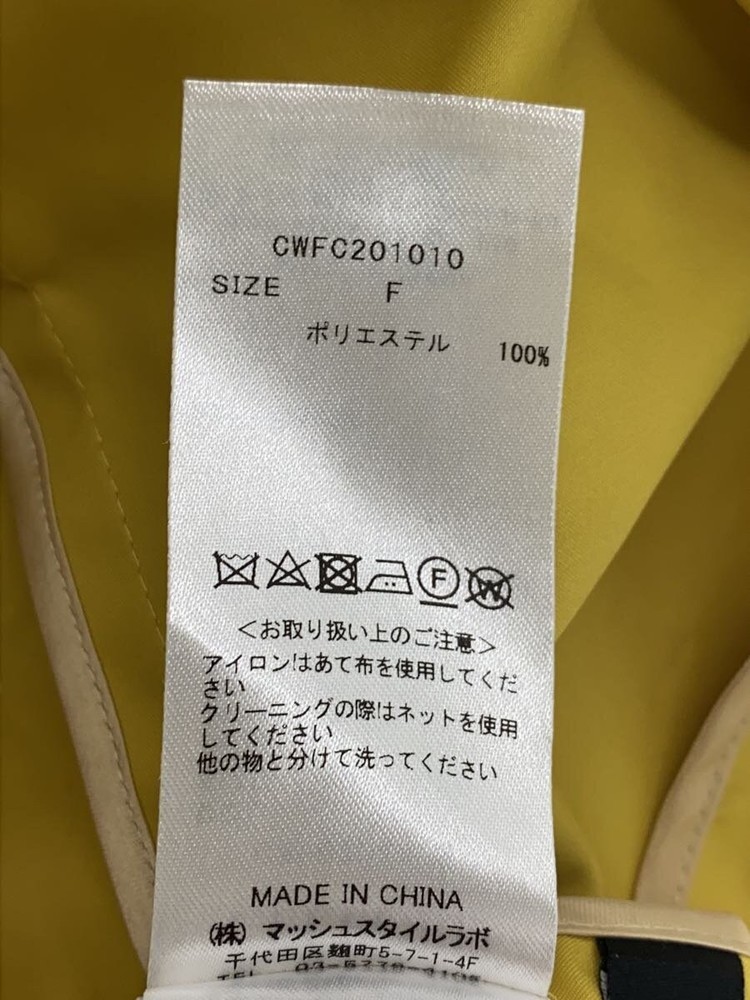 CWFC201010
SIZE F
ポリエステル 100%
F W
<お取り扱い上のご注意>
アイロンはあて布を使用してくだ
さい
クリーニングの際はネットを使用
してください
他の物と分けて洗ってください
MADE IN CHINA
(株) マッシュスタイルラボ
千代田区麹町5-7-1-4F
TEL